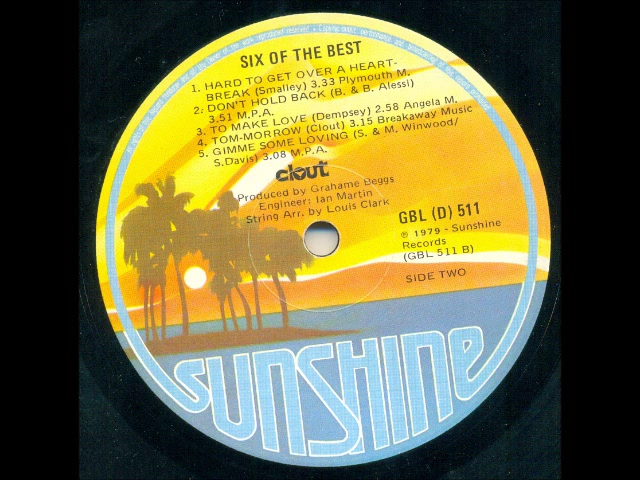 SIX OF THE BEST
1. HARD TO GET OVER A HEART-
BREAK (Smalley) 3.33 Plymouth M.
2. DON'T HOLD BACK (B. & B. Alessi)
3.51 M.P.A.
3. TO MAKE LOVE (Dempsey) 2.58 Angela M.
4. TOM-MORROW (Clout) 3.15 Breakaway Music
5. GIMME SOME LOVING (S. & M. Winwood/
S.Davis) 3.08 M.P.A.
clout
Produced by Grahame Beggs
Engineer: Ian Martin
String Arr. by Louis Clark
GBL (D) 511
℗ 1979 - Sunshine
Records
(GBL 511 B)
SIDE TWO
SUNSHINE